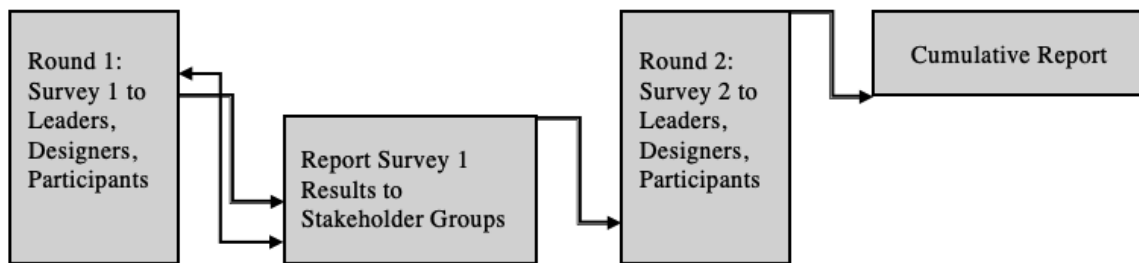 Round 1:
Survey 1 to
Leaders,
Designers,
Participants
Report Survey 1
Results to
Stakeholder Groups
Round 2:
Survey 2 to
Leaders,
Designers,
Participants
Cumulative Report